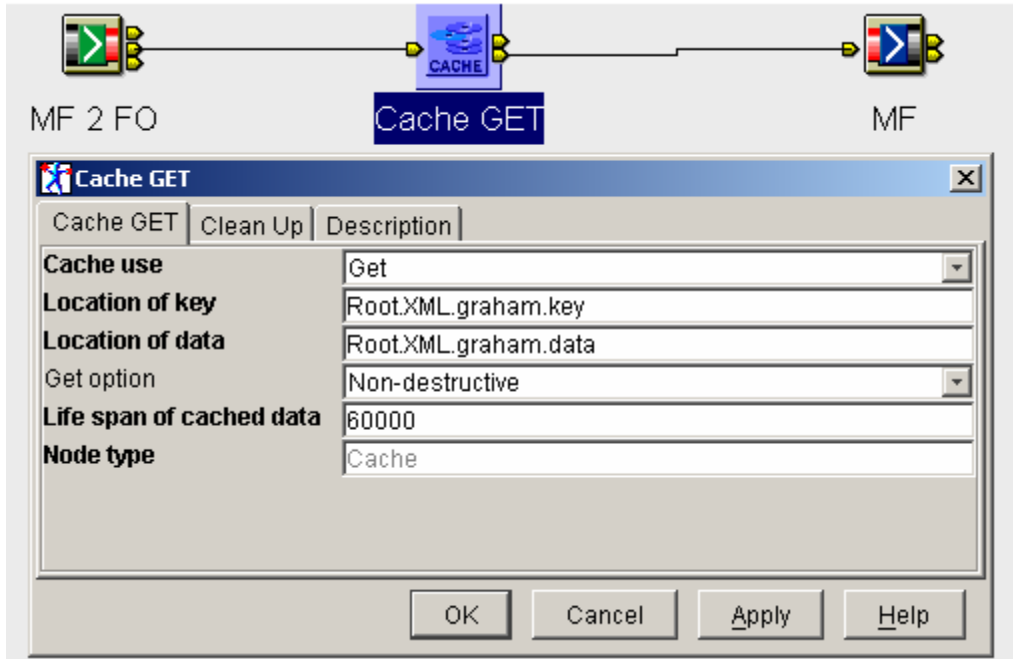 CACHE
MF 2 FO Cache GET MF
Cache GET
Cache GET Clean Up Description
Cache use Get
Location of key Root.XML.graham.key
Location of data Root.XML.graham.data
Get option Non-destructive
Life span of cached data 60000
Node type Cache
OK Cancel Apply Help